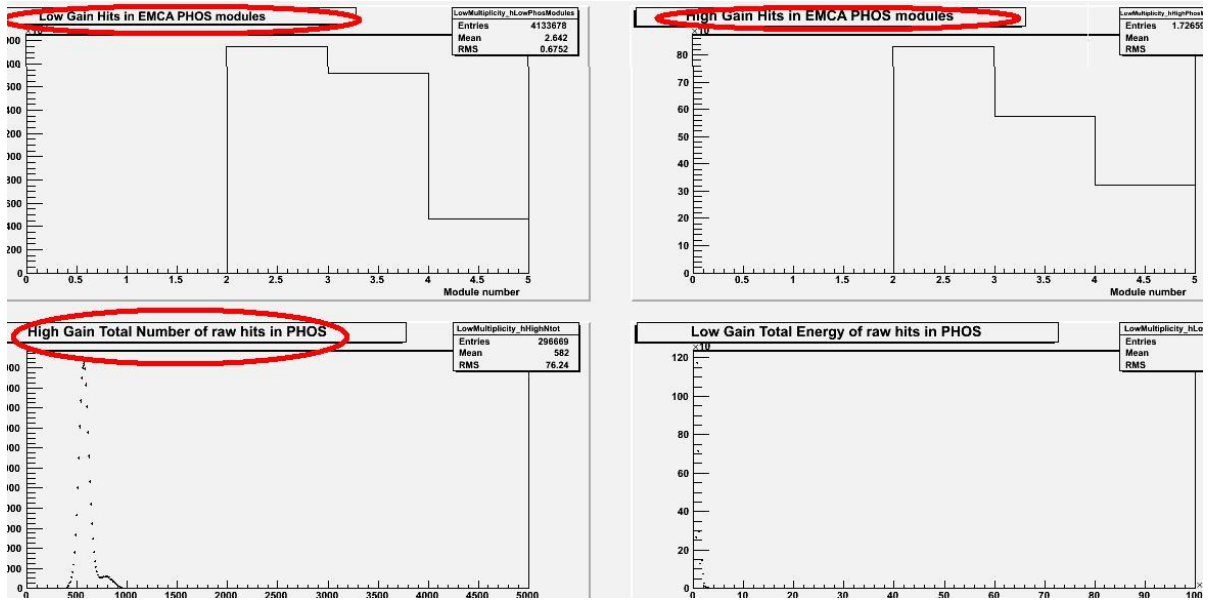 Low Gain Hits in EMCA PHOS modules
LowMultiplicity_hLowPhosModules
Entries 4133678
Mean 2.642
RMS 0.6752
0 0.5 1 1.5 2 2.5 3 3.5 4 4.5 5
Module number
High Gain Hits in EMCA PHOS modules
Entries 1.72659
Mean
RMS
80
70
60
50
40
30
20
10
0
0 0.5 1 1.5 2 2.5 3 3.5 4 4.5 5
Module number
High Gain Total Number of raw hits in PHOS
LowMultiplicity_hHighNtot
Entries 296669
Mean 582
RMS 76.24
0 500 1000 1500 2000 2500 3000 3500 4000 4500 5000
Low Gain Total Energy of raw hits in PHOS
LowMultiplicity_hLo
Entries
Mean
RMS
×10
120
100
80
60
40
20
0
0 10 20 30 40 50 60 70 80 90 100